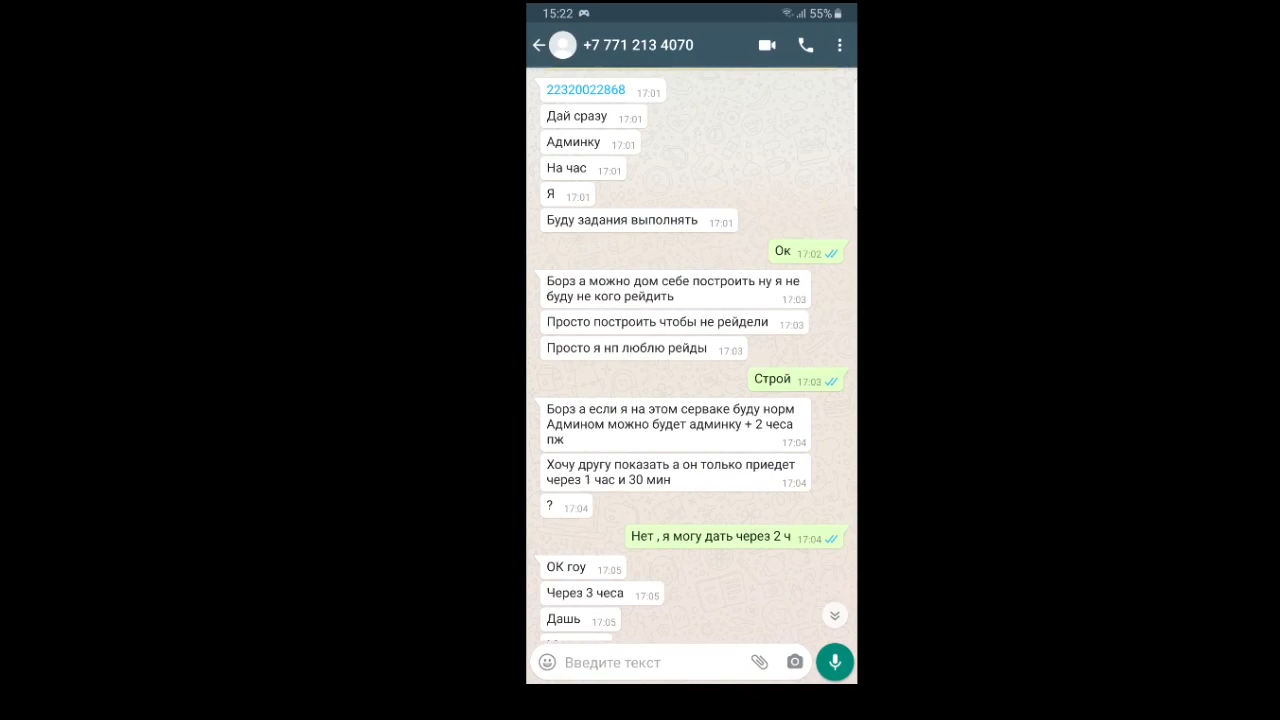 15:22 55%
+7 771 213 4070
22320022868 17:01
Дай сразу 17:01
Админку 17:01
На час 17:01
Я 17:01
Буду задания выполнять 17:01
Ок 17:02
Борз а можно дом себе построить ну я не
буду не кого рейдить 17:03
Просто построить чтобы не рейдели 17:03
Просто я нп люблю рейды 17:03
Строй 17:03
Борз а если я на этом серваке буду норм
Админом можно будет админку + 2 чеса
пж 17:04
Хочу другу показать а он только приедет
через 1 час и 30 мин 17:04
? 17:04
Нет , я могу дать через 2 ч 17:04
ОК гоу 17:05
Через 3 чеса 17:05
Дашь 17:05
Введите текст